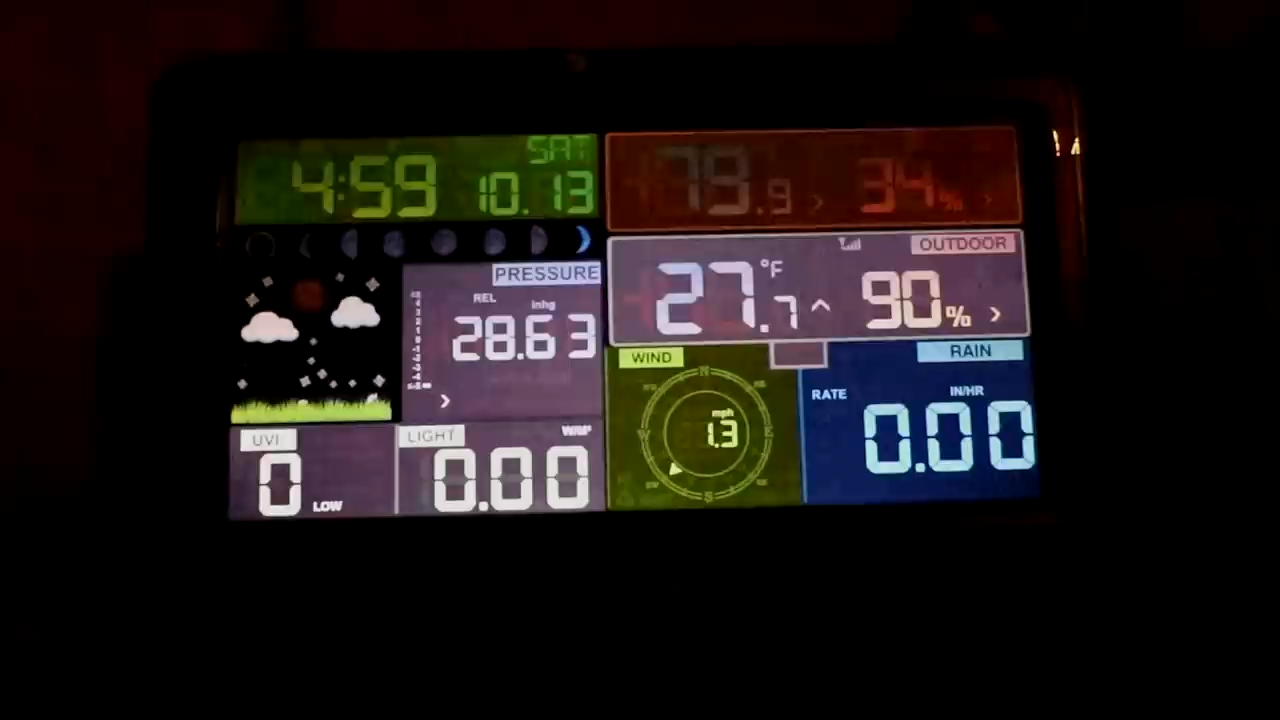 4:59 SAT
10.13
79.9 34%
PRESSURE
REL inhg
28.63
OUTDOOR
27.7 °F 90%
UVI
0 LOW
LIGHT W/M²
0.00
WIND
N
W E
S
mph
1.3
RAIN
RATE IN/HR
0.00